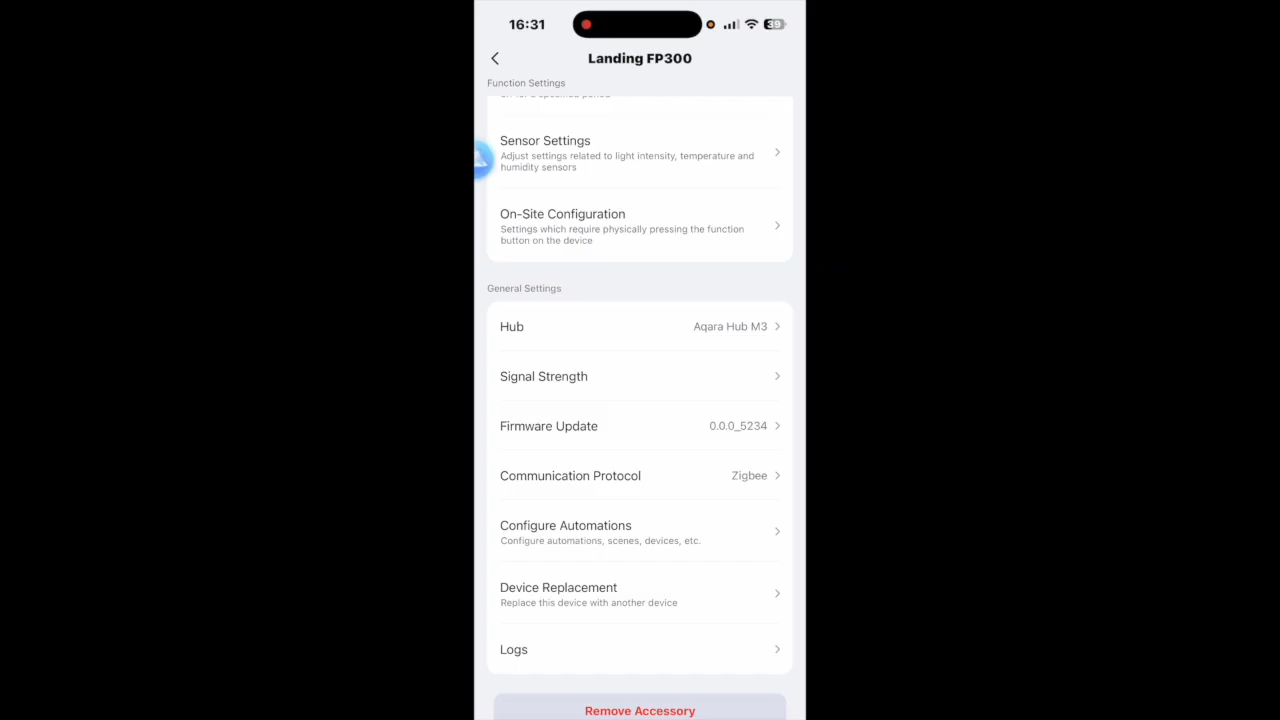 16:31
39
Landing FP300
Function Settings
Sensor Settings
Adjust settings related to light intensity, temperature and
humidity sensors
On-Site Configuration
Settings which require physically pressing the function
button on the device
General Settings
Hub
Aqara Hub M3
Signal Strength
Firmware Update
0.0.0_5234
Communication Protocol
Zigbee
Configure Automations
Configure automations, scenes, devices, etc.
Device Replacement
Replace this device with another device
Logs
Remove Accessory